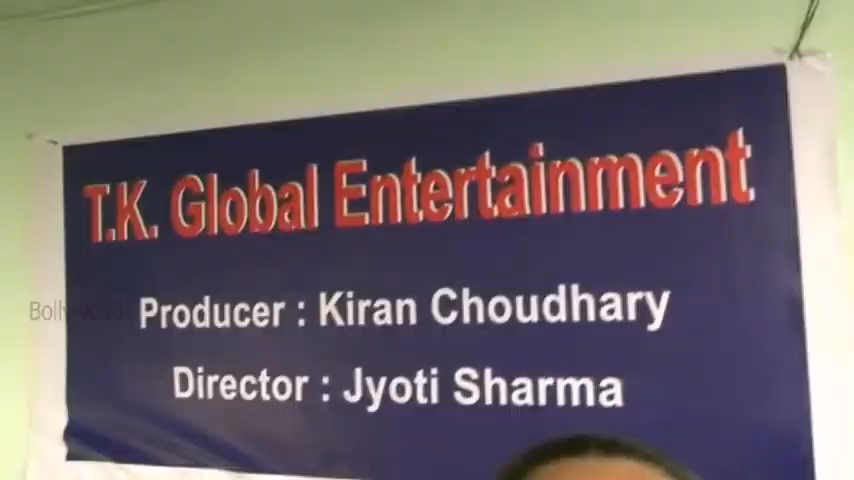 T.K. Global Entertainment
Producer : Kiran Choudhary
Director : Jyoti Sharma